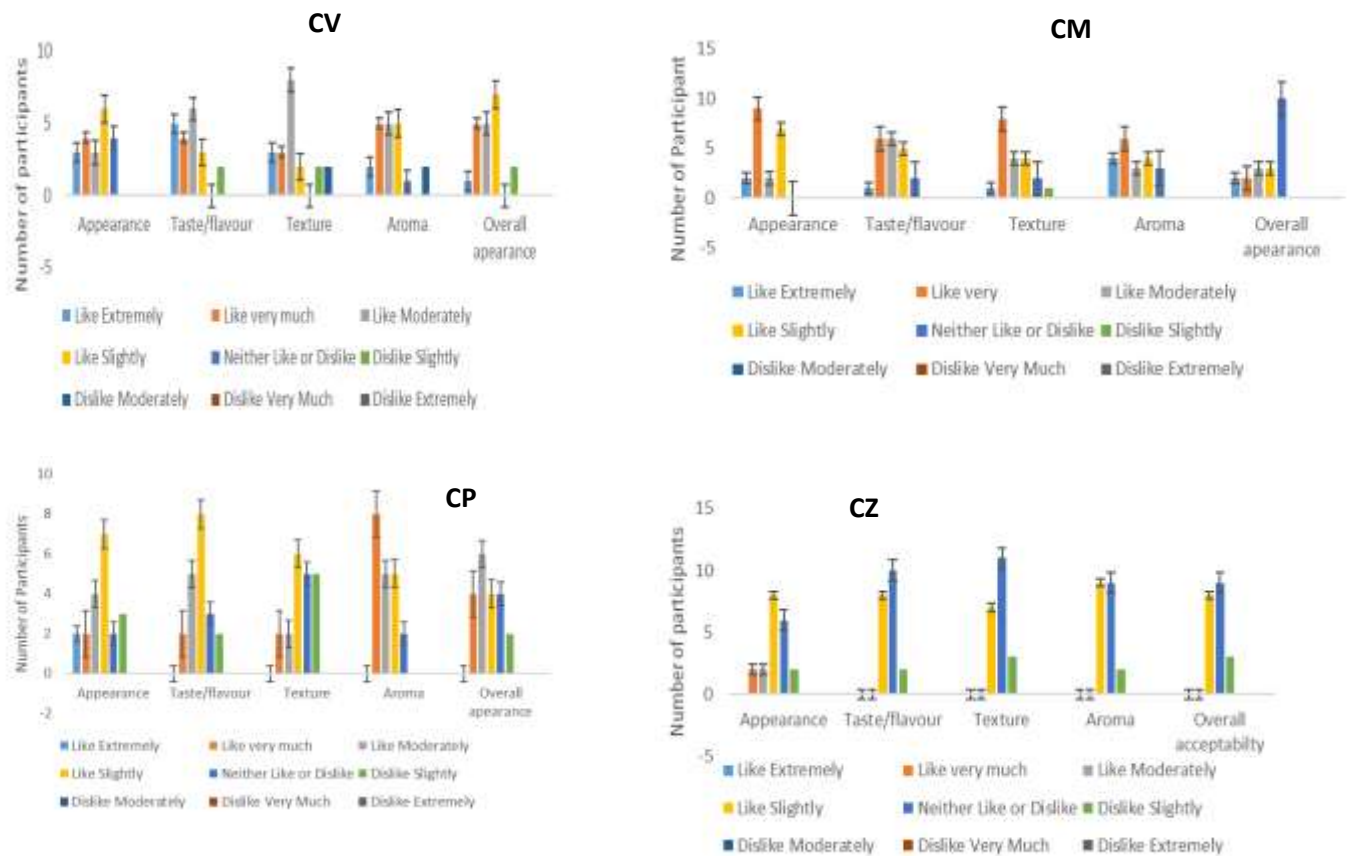 CV
Number of participants
10
5
0
-5
Appearance
Taste/flavour
Texture
Aroma
Overall
apearance
Like Extremely
Like very much
Like Moderately
Like Slightly
Neither Like or Dislike
Dislike Slightly
Dislike Moderately
Dislike Very Much
Dislike Extremely
CM
Number of Participant
15
10
5
0
-5
Appearance
Taste/flavour
Texture
Aroma
Overall
apearance
Like Extremely
Like very
Like Moderately
Like Slightly
Neither Like or Dislike
Dislike Slightly
Dislike Moderately
Dislike Very Much
Dislike Extremely
CP
Number of Participants
10
8
6
4
2
0
-2
Appearance
Taste/flavour
Texture
Aroma
Overall
apearance
Like Extremely
Like very much
Like Moderately
Like Slightly
Neither Like or Dislike
Dislike Slightly
Dislike Moderately
Dislike Very Much
Dislike Extremely
CZ
Number of participants
15
10
5
0
-5
Appearance
Taste/flavour
Texture
Aroma
Overall
acceptabilty
Like Extremely
Like very much
Like Moderately
Like Slightly
Neither Like or Dislike
Dislike Slightly
Dislike Moderately
Dislike Very Much
Dislike Extremely